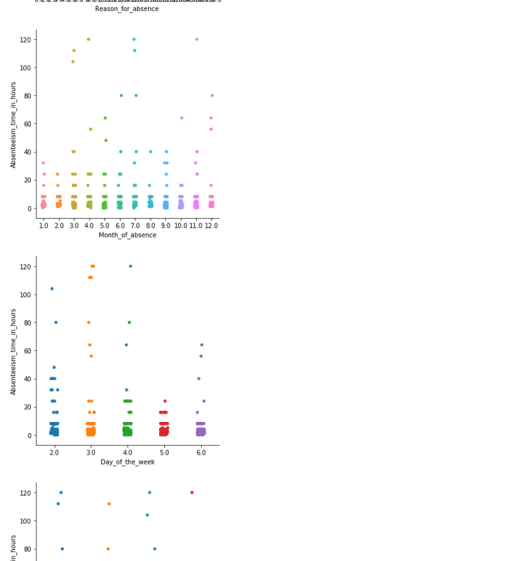 Reason_for_absence
120
100
80
60
40
20
0
Absenteeism_time_in_hours
1.0 2.0 3.0 4.0 5.0 6.0 7.0 8.0 9.0 10.0 11.0 12.0
Month_of_absence
120
100
80
60
40
20
0
Absenteeism_time_in_hours
2.0 3.0 4.0 5.0 6.0
Day_of_the_week
120
100
80
in_hours